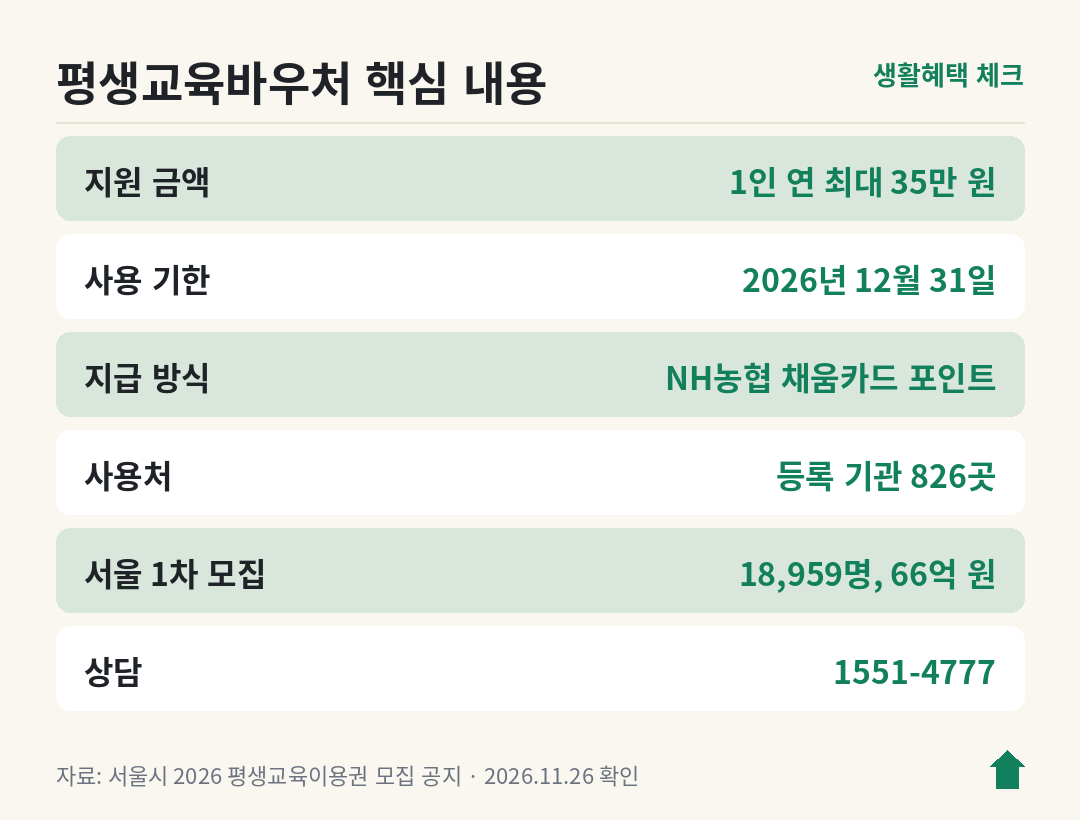 평생교육바우처 핵심 내용
생활혜택 체크
지원 금액 1인 연 최대 35만 원
사용 기한 2026년 12월 31일
지급 방식 NH농협 채움카드 포인트
사용처 등록 기관 826곳
서울 1차 모집 18,959명, 66억 원
상담 1551-4777
자료: 서울시 2026 평생교육이용권 모집 공지 · 2026.11.26 확인